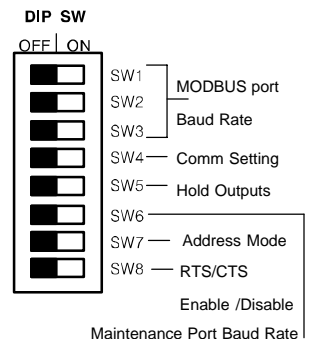 DIP SW
OFF ON
SW1
MODBUS port
SW2
Baud Rate
SW3
SW4 Comm Setting
SW5 Hold Outputs
SW6
SW7 Address Mode
SW8 RTS/CTS
Enable /Disable
Maintenance Port Baud Rate